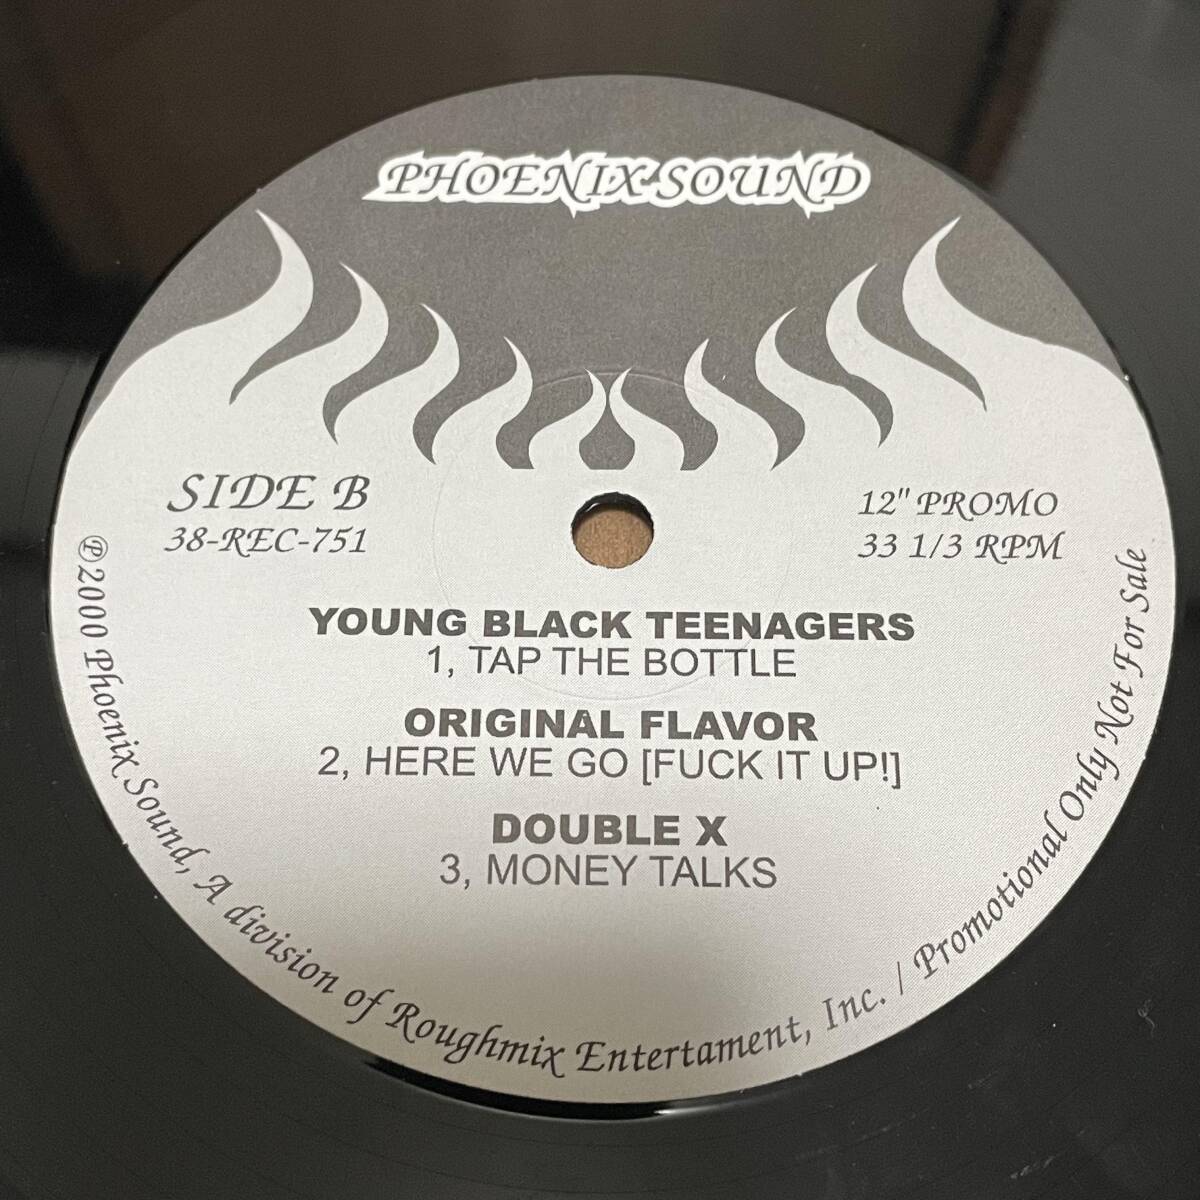 PHOENIX SOUND
SIDE B
38-REC-751
12" PROMO
33 1/3 RPM
YOUNG BLACK TEENAGERS
1, TAP THE BOTTLE
ORIGINAL FLAVOR
2, HERE WE GO [FUCK IT UP!]
DOUBLE X
3, MONEY TALKS
℗2000 Phoenix Sound, A division of Roughmix Entertament, Inc. / Promotional Only Not For Sale